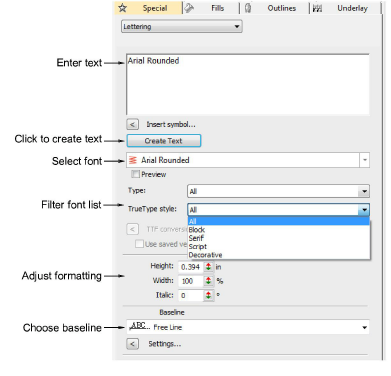 Special Fills Outlines Underlay
Lettering
Enter text
Arial Rounded
< Insert symbol...
Click to create text
Create Text
Select font
Arial Rounded
Preview
Type: All
Filter font list
TrueType style: All
All
Block
< TTF conversi
Serif
Script
Use saved ve
Decorative
Height: 0.394 in
Adjust formatting
Width: 100 %
Italic: 0 °
Baseline
Choose baseline
ABC... Free Line
< Settings...